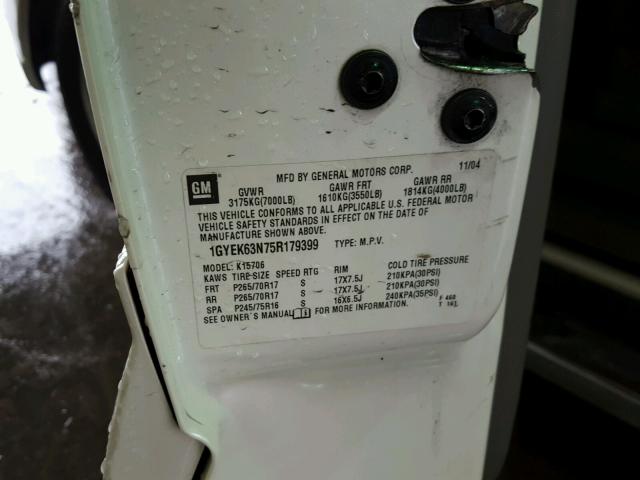 GM
MFD BY GENERAL MOTORS CORP. 11/04
GVWR GAWR FRT GAWR RR
3175KG(7000LB) 1610KG(3550LB) 1814KG(4000LB)
THIS VEHICLE CONFORMS TO ALL APPLICABLE U.S. FEDERAL MOTOR
VEHICLE SAFETY STANDARDS IN EFFECT ON THE DATE OF
MANUFACTURE SHOWN ABOVE.
1GYEK63N75R179399 TYPE: M.P.V.
MODEL: K15706
KAWS TIRE-SIZE SPEED RTG RIM COLD TIRE PRESSURE
FRT P265/70R17 S 17X7.5J 210KPA(30PSI)
RR P265/70R17 S 17X7.5J 210KPA(30PSI)
SPA P245/75R16 S 16X6.5J 240KPA(35PSI) F 460
SEE OWNER'S MANUAL FOR MORE INFORMATION. T